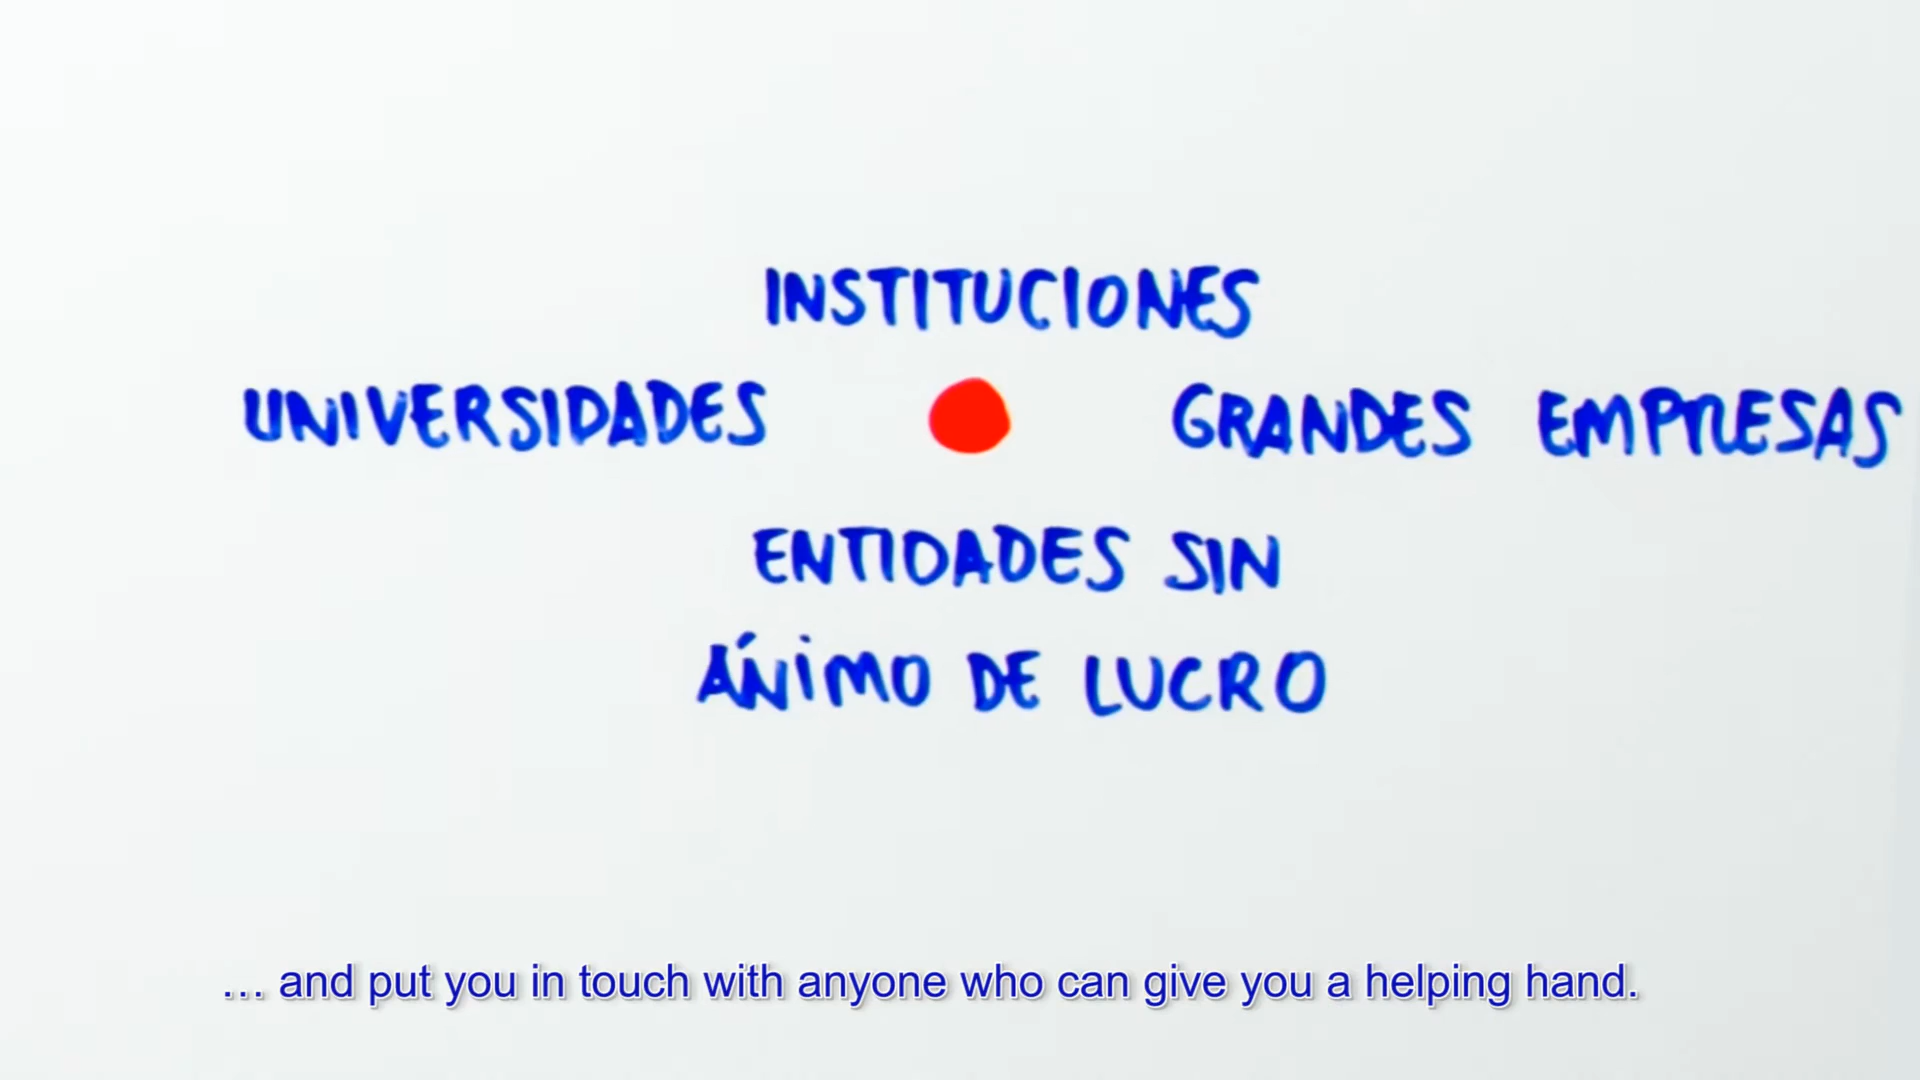 INSTITUCIONES
UNIVERSIDADES GRANDES EMPRESAS
ENTIDADES SIN
ÁNIMO DE LUCRO
… and put you in touch with anyone who can give you a helping hand.